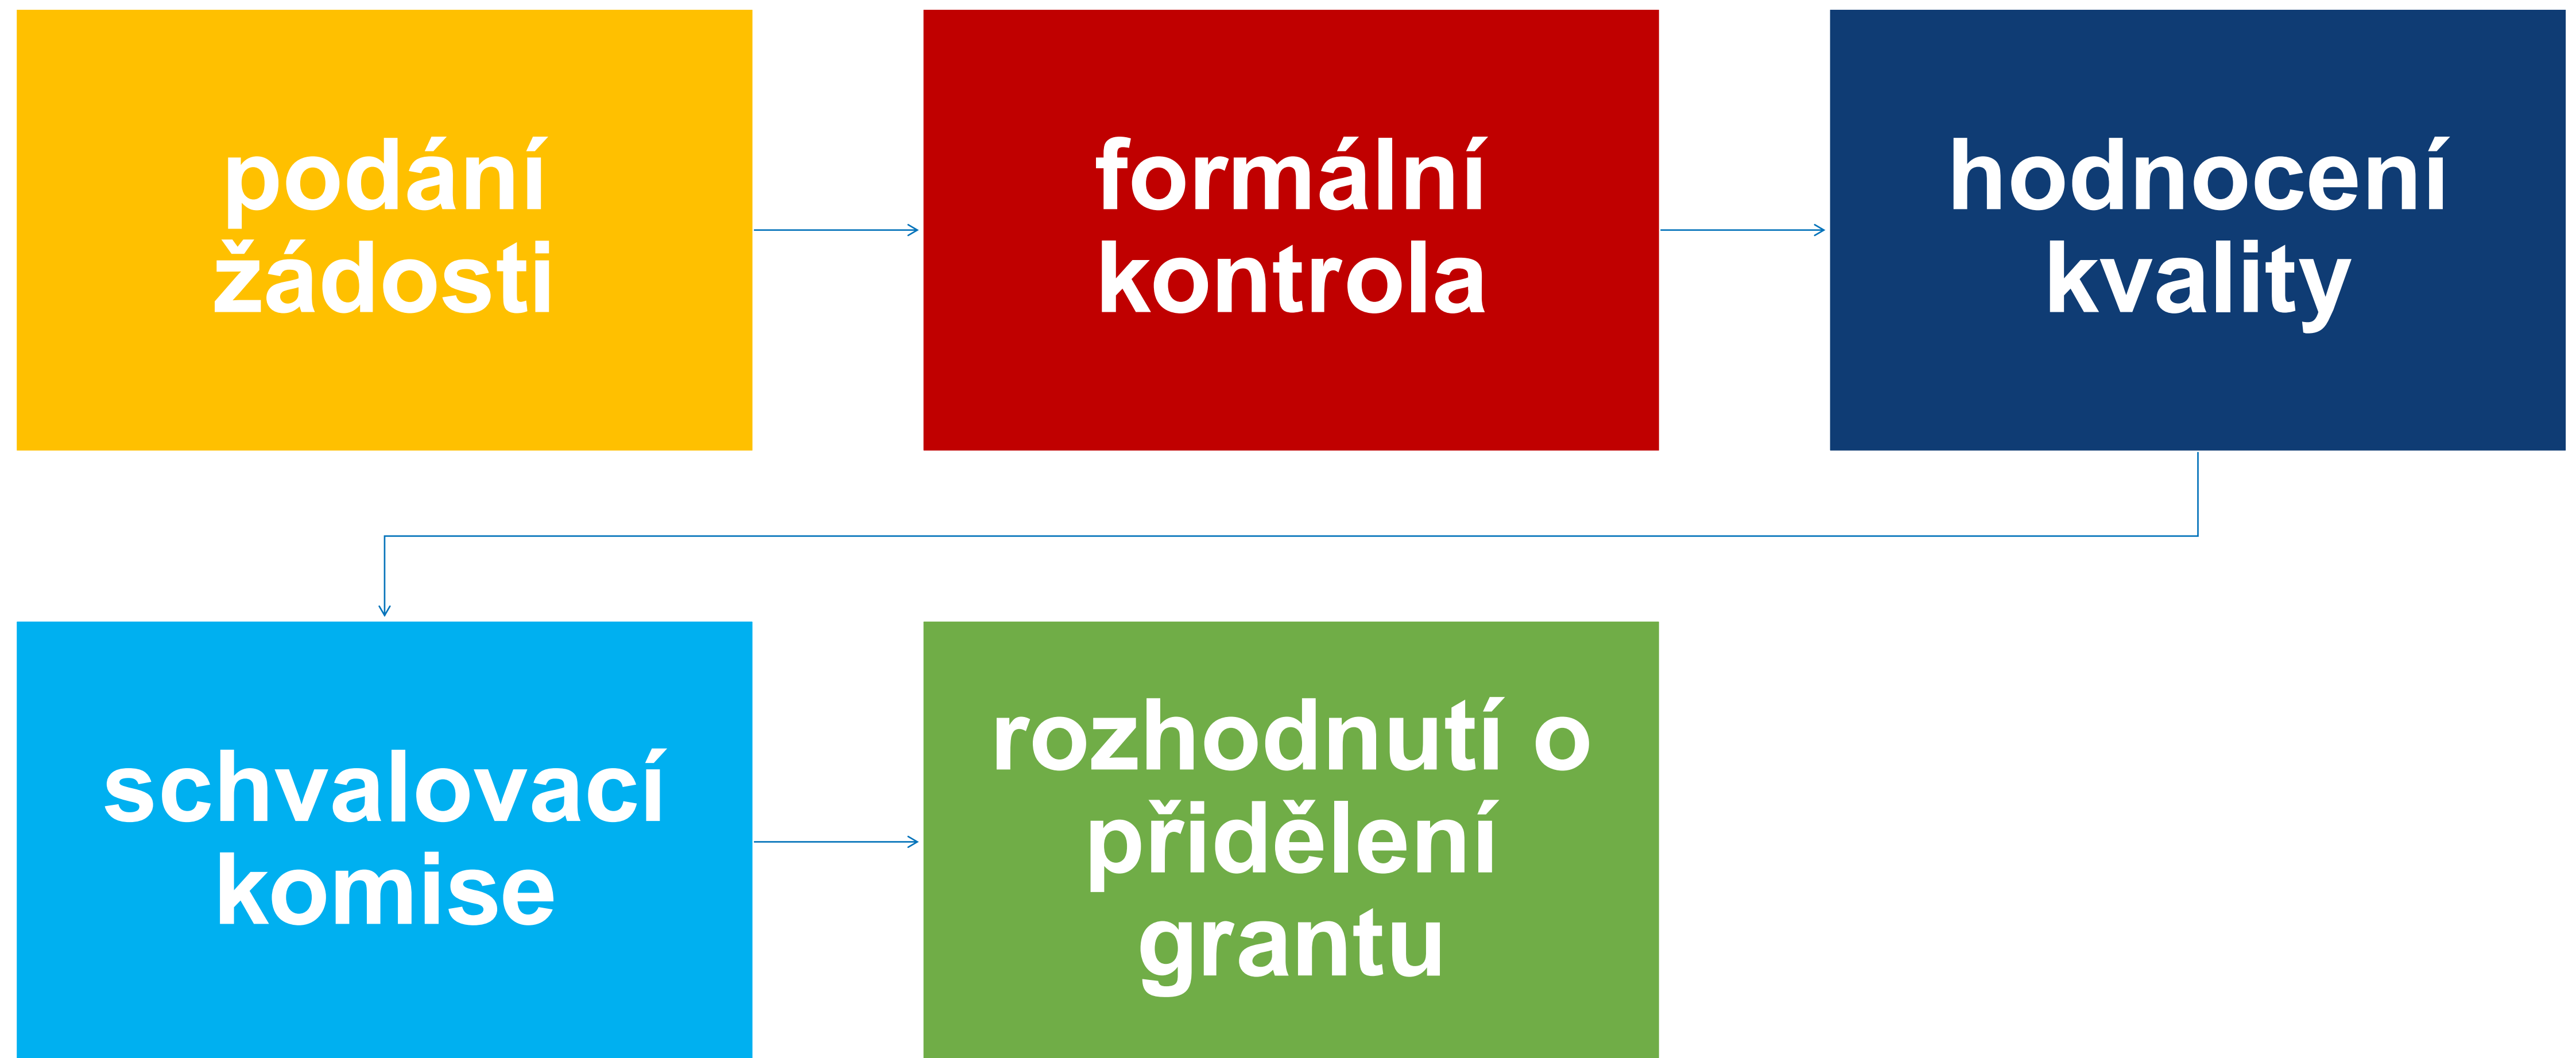 podání
žádosti
formální
kontrola
hodnocení
kvality
schvalovací
komise
rozhodnutí o
přidělení
grantu